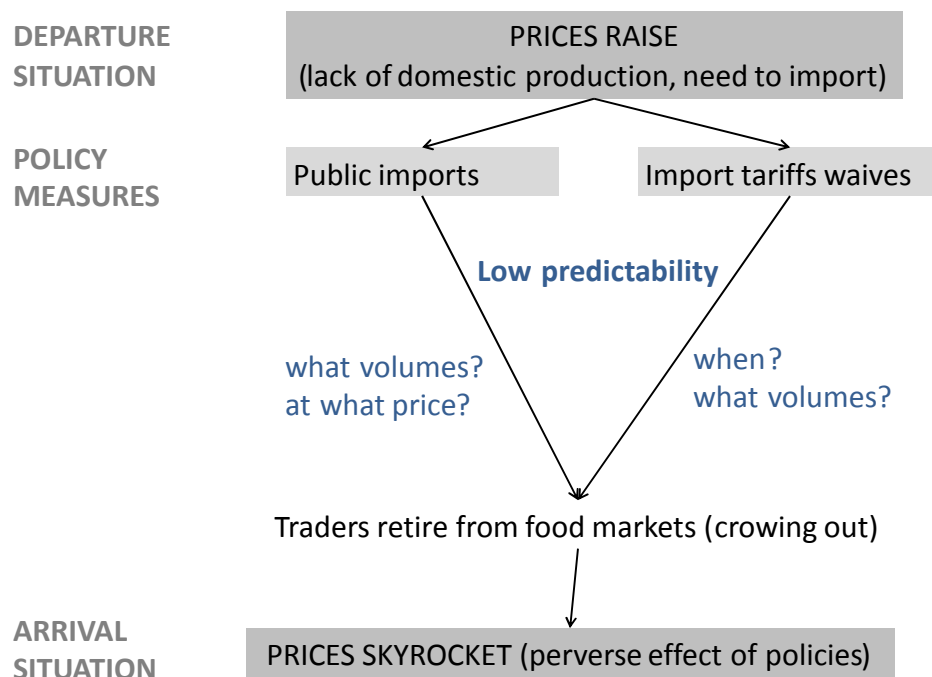 DEPARTURE
SITUATION
PRICES RAISE
(lack of domestic production, need to import)
POLICY
MEASURES
Public imports
Import tariffs waives
Low predictability
what volumes?
at what price?
when?
what volumes?
Traders retire from food markets (crowing out)
ARRIVAL
SITUATION
PRICES SKYROCKET (perverse effect of policies)